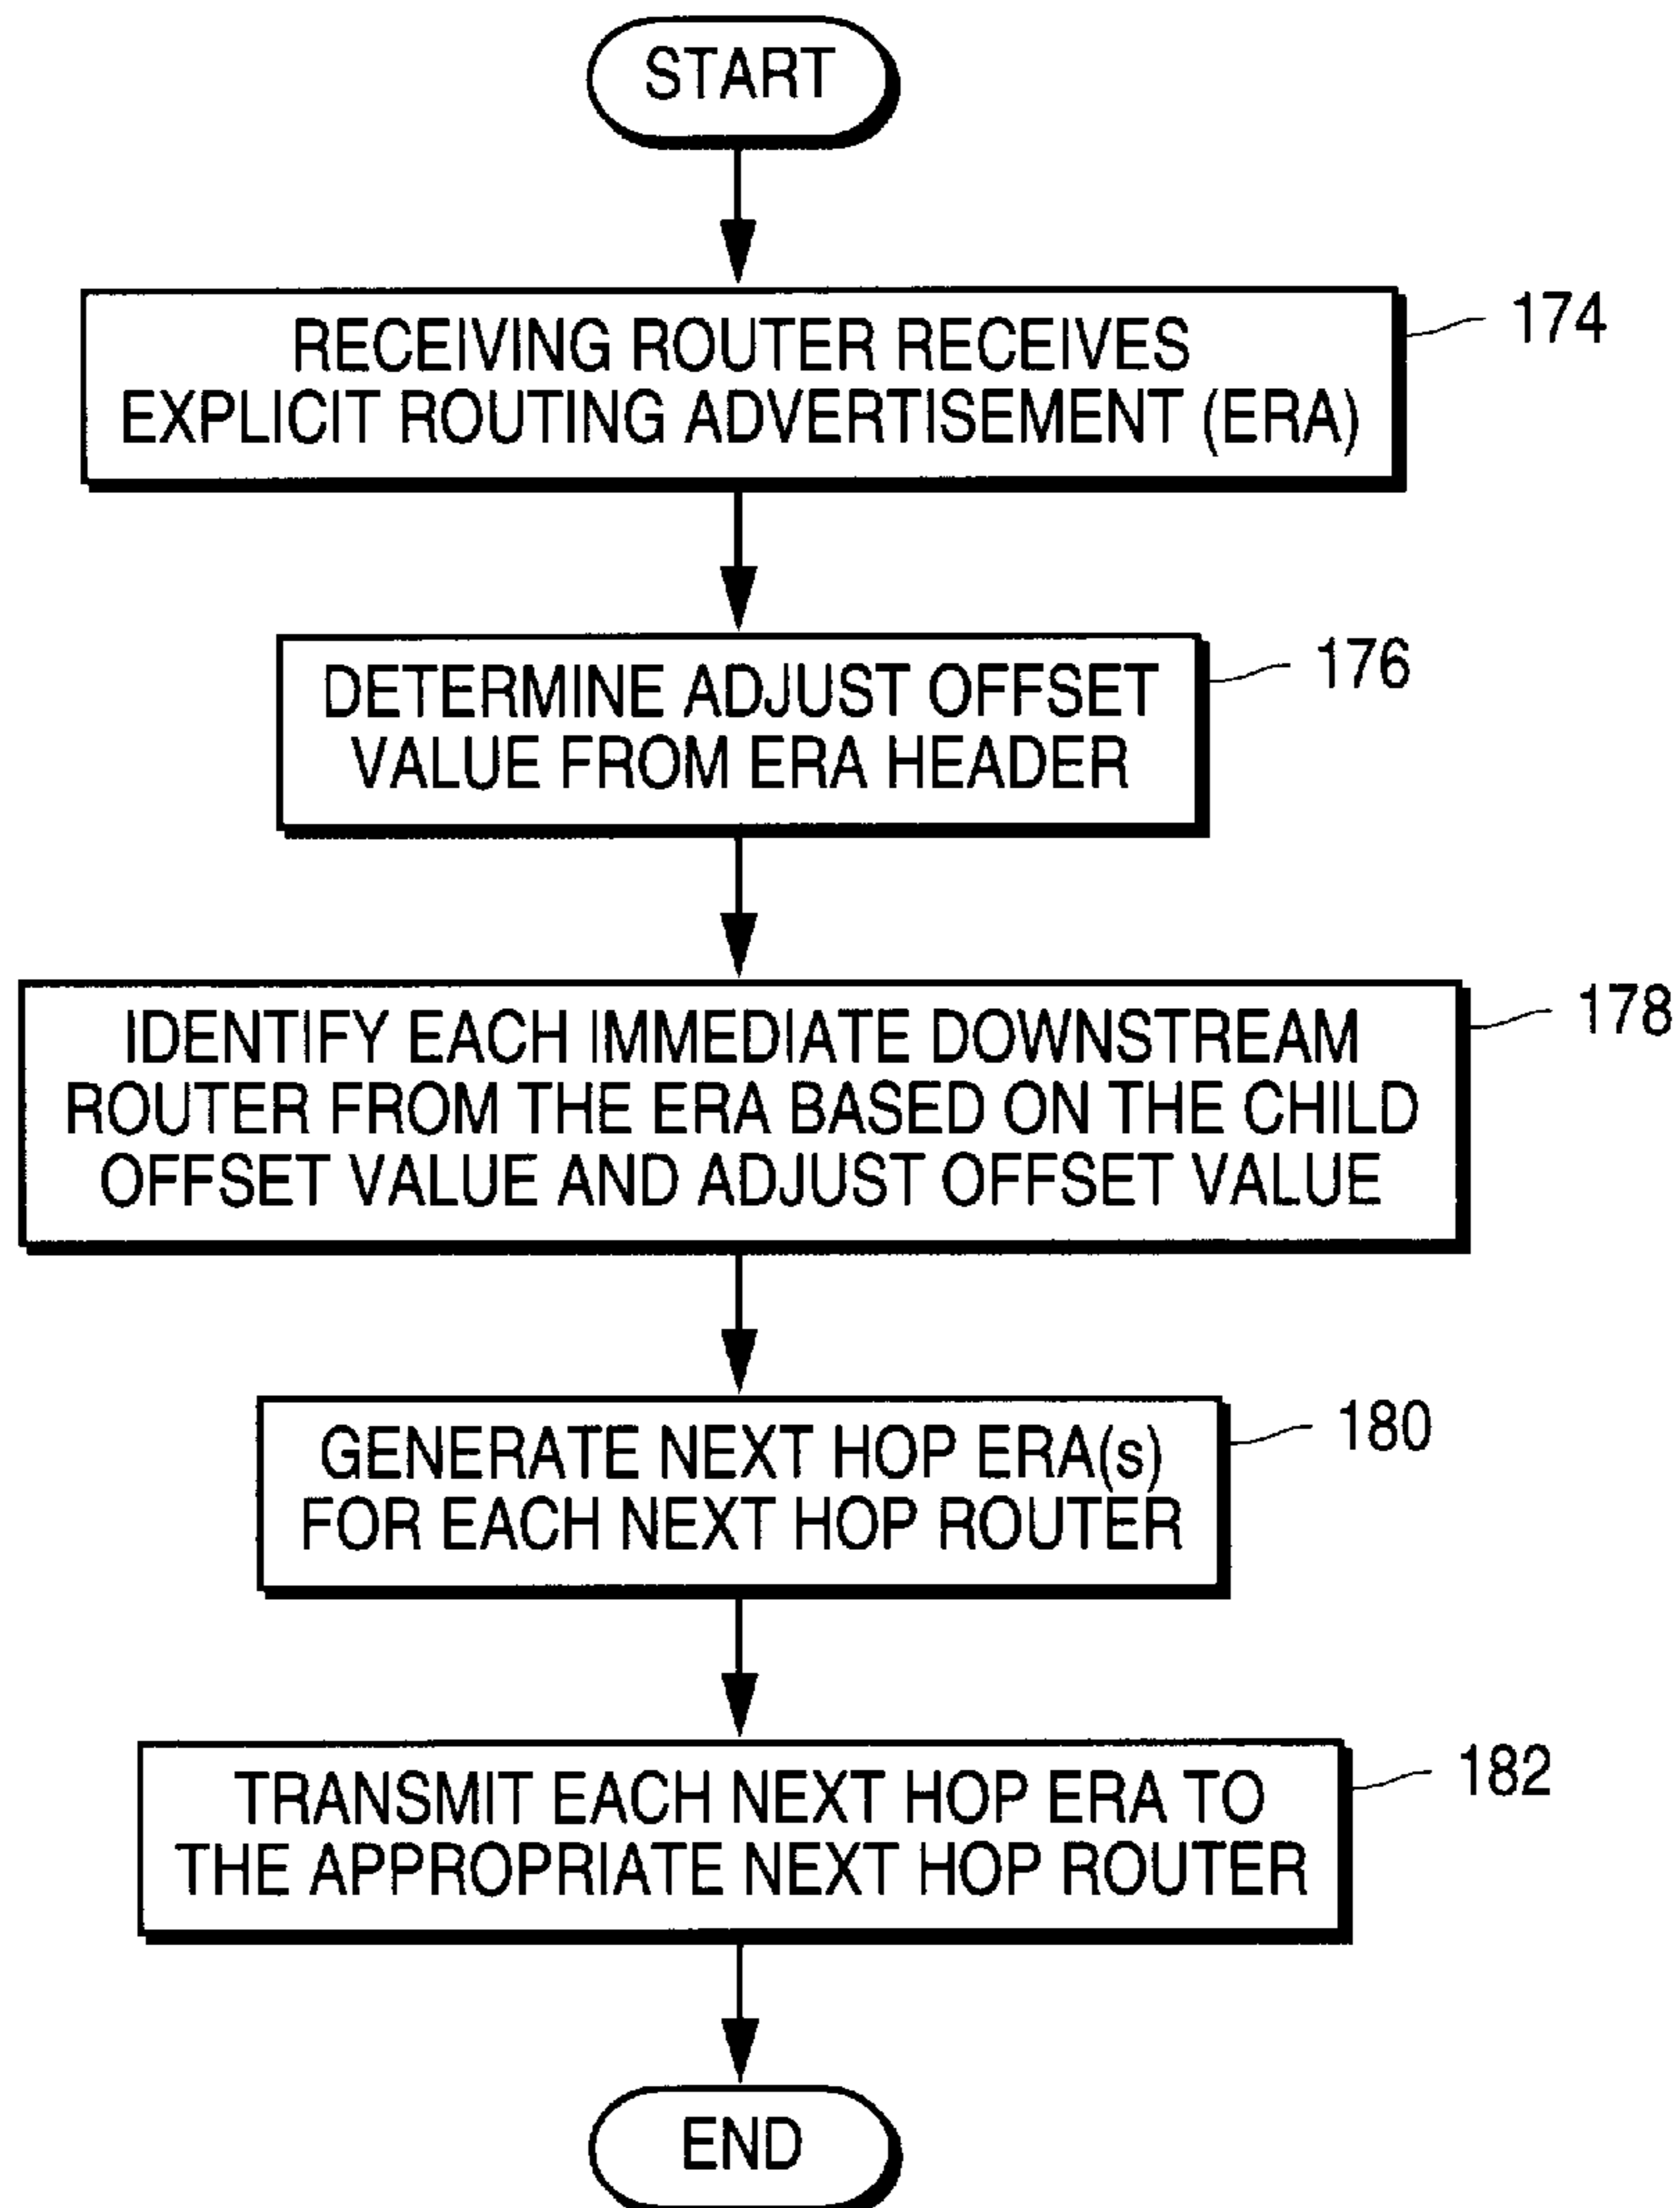 START
RECEIVING ROUTER RECEIVES
EXPLICIT ROUTING ADVERTISEMENT (ERA)
174
DETERMINE ADJUST OFFSET
VALUE FROM ERA HEADER
176
IDENTIFY EACH IMMEDIATE DOWNSTREAM
ROUTER FROM THE ERA BASED ON THE CHILD
OFFSET VALUE AND ADJUST OFFSET VALUE
178
GENERATE NEXT HOP ERA(s)
FOR EACH NEXT HOP ROUTER
180
TRANSMIT EACH NEXT HOP ERA TO
THE APPROPRIATE NEXT HOP ROUTER
182
END